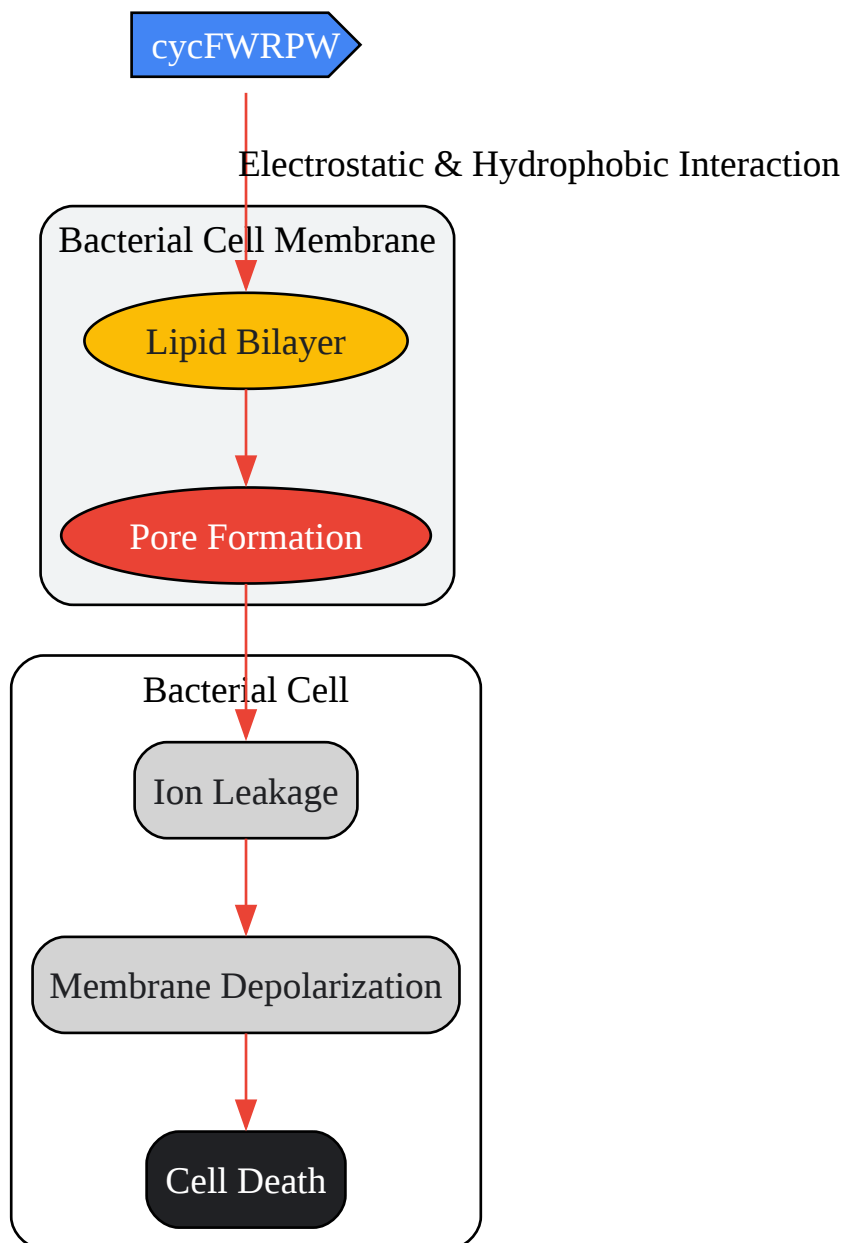 cycFWRPW
Electrostatic & Hydrophobic Interaction
Bacterial Cell Membrane
Lipid Bilayer
Pore Formation
Bacterial Cell
Ion Leakage
Membrane Depolarization
Cell Death